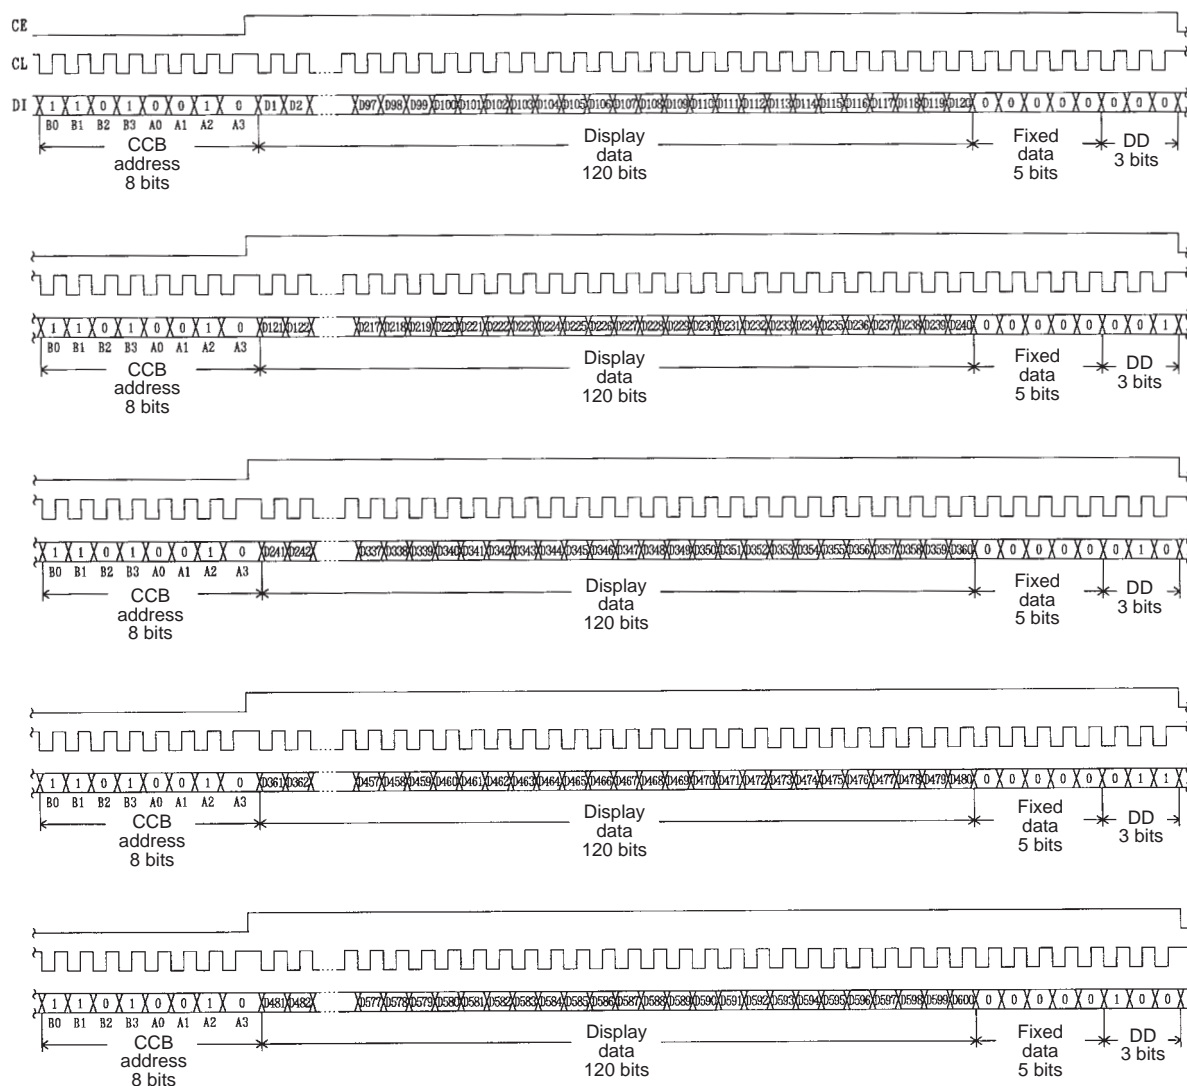 CE
CL
DI 1 1 0 1 0 0 1 0 D1 D2 D97 D98 D99 D100 D101 D102 D103 D104 D105 D106 D107 D108 D109 D110 D111 D112 D113 D114 D115 D116 D117 D118 D119 D120 0 0 0 0 0 0 0 0
B0 B1 B2 B3 A0 A1 A2 A3
CCB address 8 bits
Display data 120 bits
Fixed data 5 bits
DD 3 bits
1 1 0 1 0 0 1 0 D121 D122 D217 D218 D219 D220 D221 D222 D223 D224 D225 D226 D227 D228 D229 D230 D231 D232 D233 D234 D235 D236 D237 D238 D239 D240 0 0 0 0 0 0 0 1
B0 B1 B2 B3 A0 A1 A2 A3
CCB address 8 bits
Display data 120 bits
Fixed data 5 bits
DD 3 bits
1 1 0 1 0 0 1 0 D241 D242 D337 D338 D339 D340 D341 D342 D343 D344 D345 D346 D347 D348 D349 D350 D351 D352 D353 D354 D355 D356 D357 D358 D359 D360 0 0 0 0 0 0 1 0
B0 B1 B2 B3 A0 A1 A2 A3
CCB address 8 bits
Display data 120 bits
Fixed data 5 bits
DD 3 bits
1 1 0 1 0 0 1 0 D361 D362 D457 D458 D459 D460 D461 D462 D463 D464 D465 D466 D467 D468 D469 D470 D471 D472 D473 D474 D475 D476 D477 D478 D479 D480 0 0 0 0 0 0 1 1
B0 B1 B2 B3 A0 A1 A2 A3
CCB address 8 bits
Display data 120 bits
Fixed data 5 bits
DD 3 bits
1 1 0 1 0 0 1 0 D481 D482 D577 D578 D579 D580 D581 D582 D583 D584 D585 D586 D587 D588 D589 D590 D591 D592 D593 D594 D595 D596 D597 D598 D599 D600 0 0 0 0 0 1 0 0
B0 B1 B2 B3 A0 A1 A2 A3
CCB address 8 bits
Display data 120 bits
Fixed data 5 bits
DD 3 bits